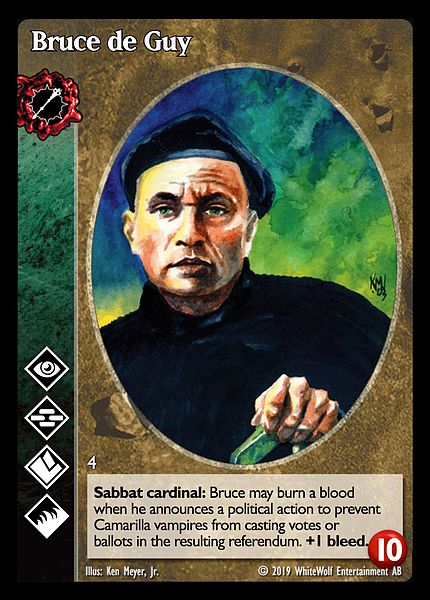 Bruce de Guy
4
Sabbat cardinal: Bruce may burn a blood
when he announces a political action to prevent
Camarilla vampires from casting votes or
ballots in the resulting referendum. +1 bleed.
10
Illus: Ken Meyer, Jr. © 2019 WhiteWolf Entertainment AB